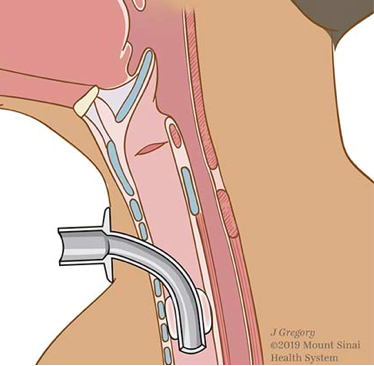 J Gregory
©2019 Mount Sinai
Health System